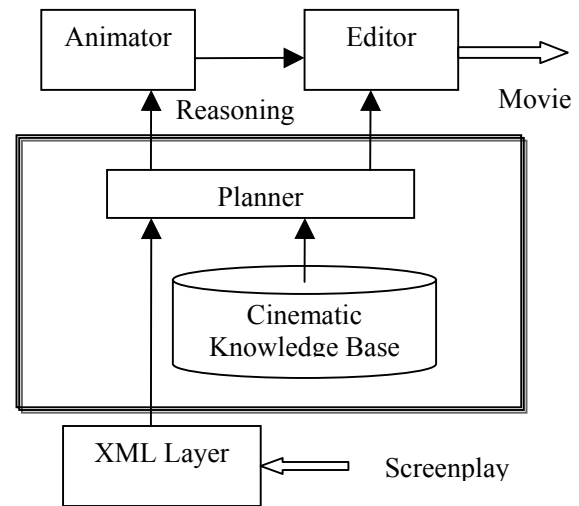 Animator
Editor
Movie
Reasoning
Planner
Cinematic
Knowledge Base
XML Layer
Screenplay